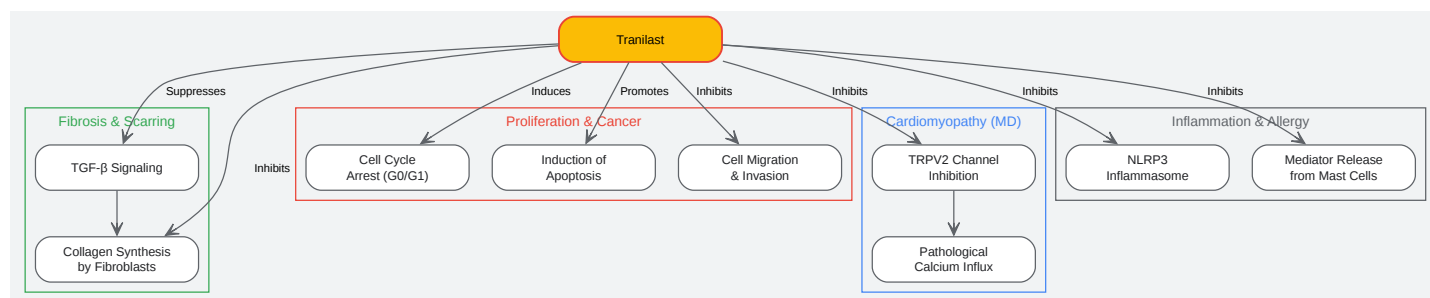 Tranilast
Suppresses
Induces
Promotes
Inhibits
Inhibits
Inhibits
Inhibits
Fibrosis & Scarring
Proliferation & Cancer
Cardiomyopathy (MD)
Inflammation & Allergy
TGF-β Signaling
Inhibits
Cell Cycle
Arrest (G0/G1)
Induction of
Apoptosis
Cell Migration
& Invasion
TRPV2 Channel
Inhibition
NLRP3
Inflammasome
Mediator Release
from Mast Cells
Collagen Synthesis
by Fibroblasts
Pathological
Calcium Influx